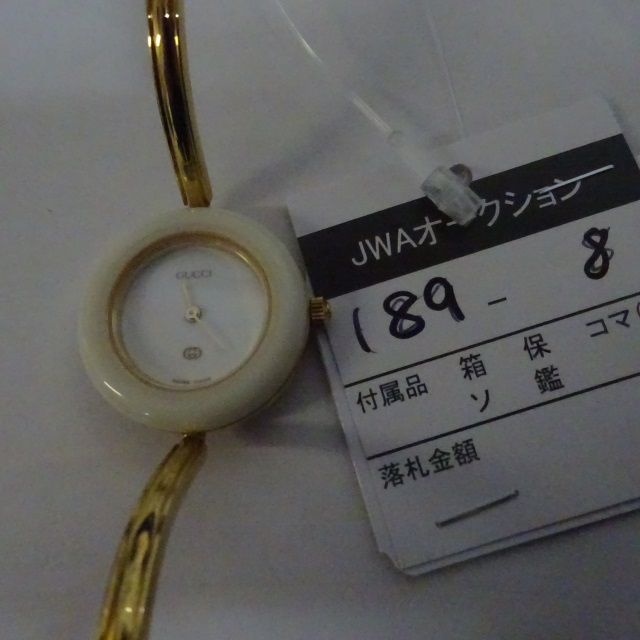 GUCCI
JWAオークション
189-8
付属品 箱 保 コマ(
ソ 鑑
落札金額